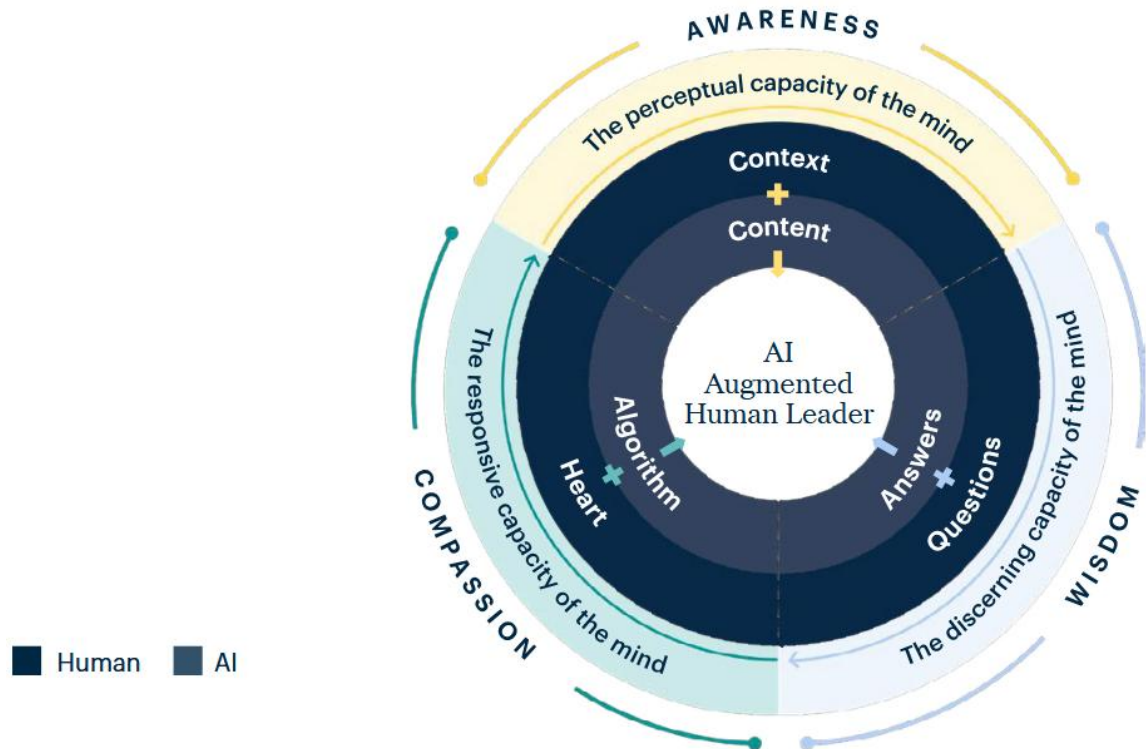 AWARENESS
The perceptual capacity of the mind
Context
Content
AI
Augmented
Human Leader
Algorithm
Heart
Answers
Questions
The responsive capacity of the mind
The discerning capacity of the mind
COMPASSION
WISDOM
Human
AI